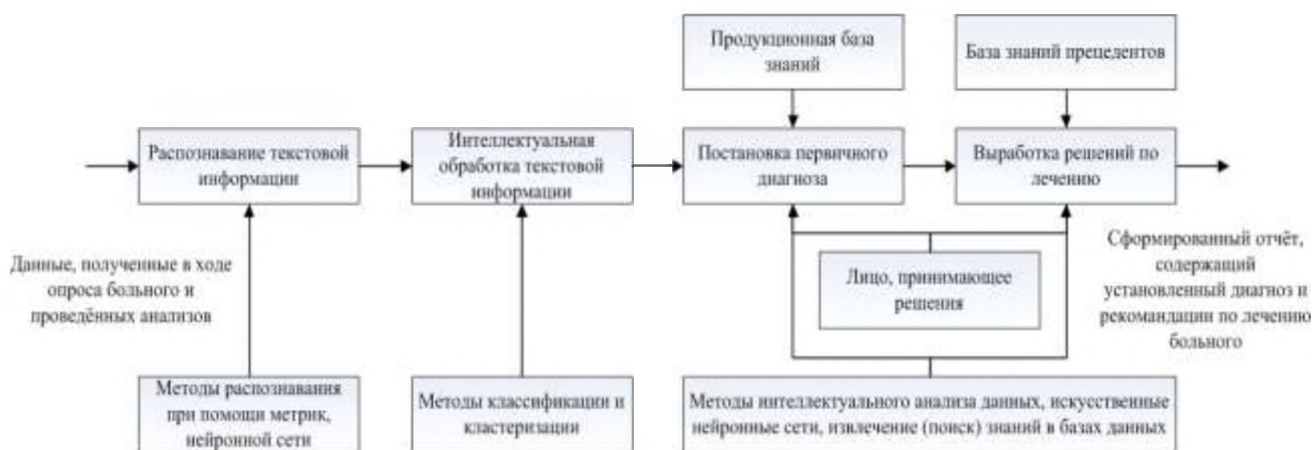 Продукционная база
знаний
База знаний прецедентов
Распознавание текстовой
информации
Интеллектуальная
обработка текстовой
информации
Постановка первичного
диагноза
Выработка решений по
лечению
Данные, полученные в ходе
опроса больного и
проведённых анализов
Лицо, принимающее
решения
Сформированный отчёт,
содержащий
установленный диагноз и
рекомандации по лечению
больного
Методы распознавания
при помощи метрик,
нейронной сети
Методы классификации и
кластеризации
Методы интеллектуального анализа данных, искусственные
нейронные сети, извлечение (поиск) знаний в базах данных